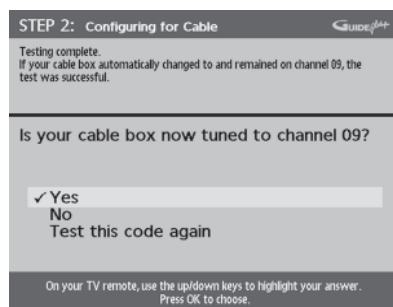 STEP 2: Configuring for Cable GUIDE plus+
Testing complete.
If your cable box automatically changed to and remained on channel 09, the
test was successful.
Is your cable box now tuned to channel 09?
✓ Yes
No
Test this code again
On your TV remote, use the up/down keys to highlight your answer.
Press OK to choose.